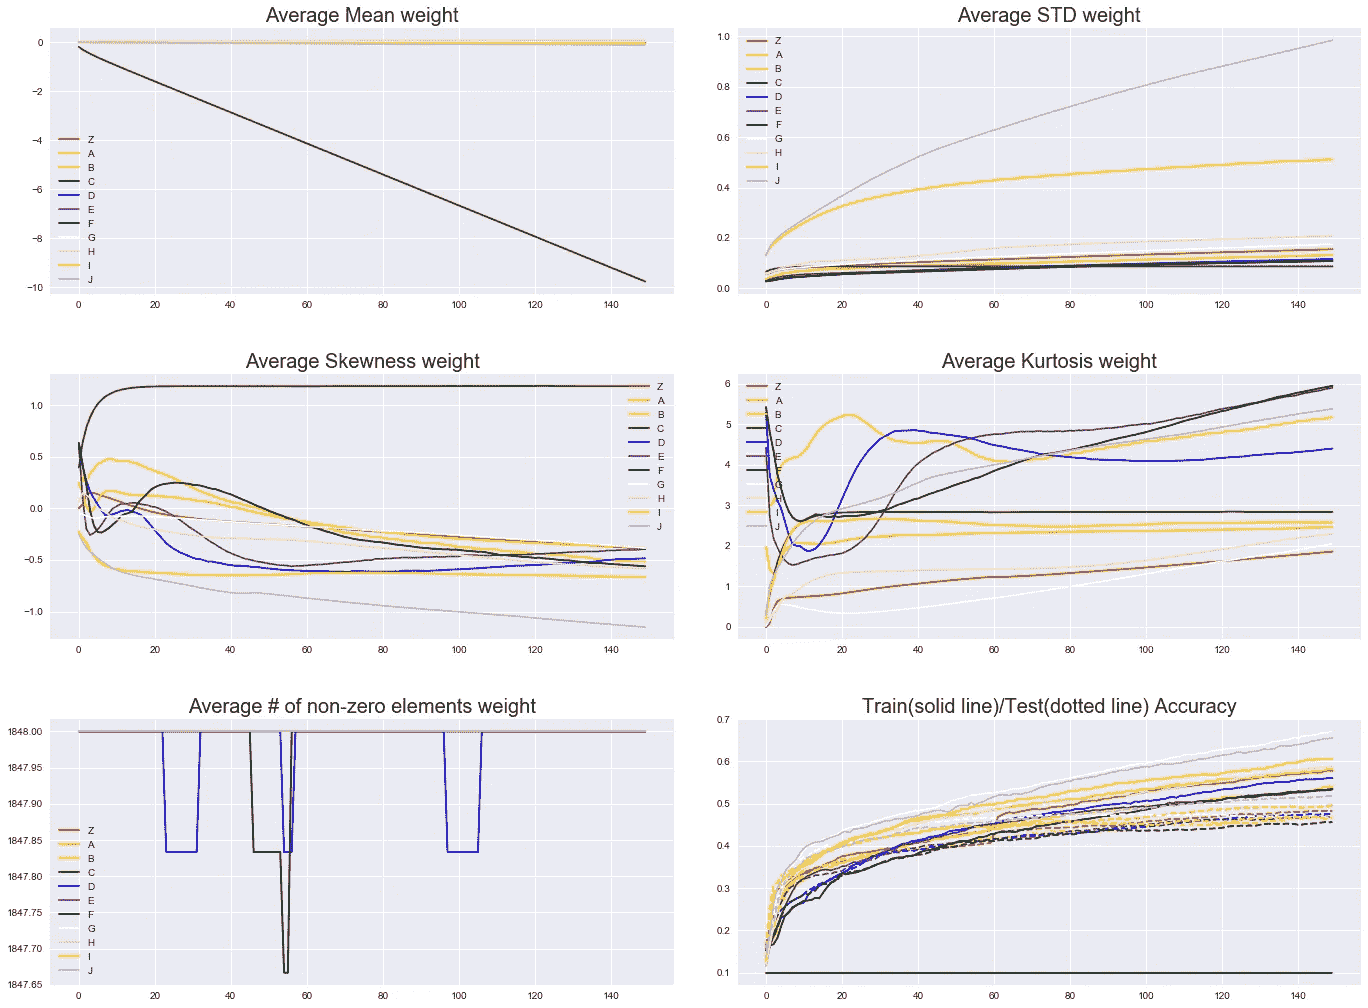 Average Mean weight
0
−2
−4
−6
−8
−10
Z
A
B
C
D
E
F
G
H
I
J
0 20 40 60 80 100 120 140
Average STD weight
1.0
0.8
0.6
0.4
0.2
0.0
Z
A
B
C
D
E
F
G
H
I
J
0 20 40 60 80 100 120 140
Average Skewness weight
1.0
0.5
0.0
−0.5
−1.0
Z
A
B
C
D
E
F
G
H
I
J
0 20 40 60 80 100 120 140
Average Kurtosis weight
6
5
4
3
2
1
0
Z
A
B
C
D
E
F
G
H
I
J
0 20 40 60 80 100 120 140
Average # of non-zero elements weight
1848.00
1847.95
1847.90
1847.85
1847.80
1847.75
1847.70
1847.65
Z
A
B
C
D
E
F
G
H
I
J
0 20 40 60 80 100 120 140
Train(solid line)/Test(dotted line) Accuracy
0.7
0.6
0.5
0.4
0.3
0.2
0.1
0 20 40 60 80 100 120 140